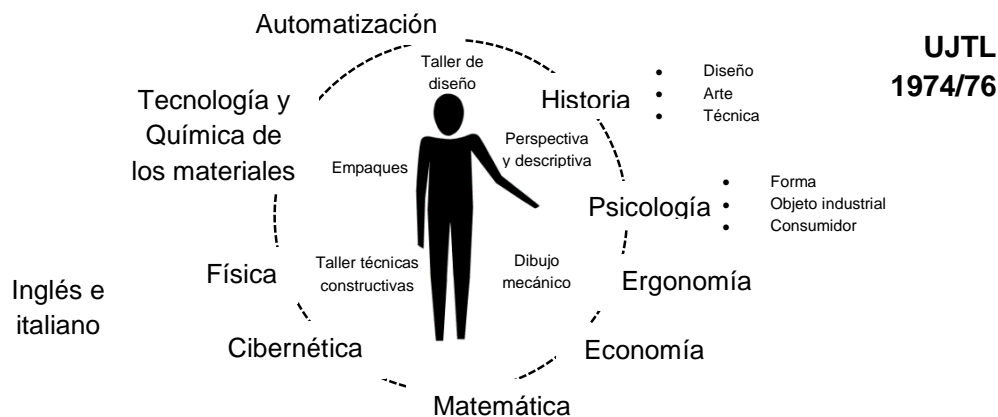 Automatización
UJTL
1974/76
Taller de
diseño
Historia
• Diseño
• Arte
• Técnica
Tecnología y
Química de
los materiales
Perspectiva
y descriptiva
Empaques
Psicología
• Forma
• Objeto industrial
• Consumidor
Física
Taller técnicas
constructivas
Dibujo
mecánico
Ergonomía
Inglés e
italiano
Cibernética
Economía
Matemática